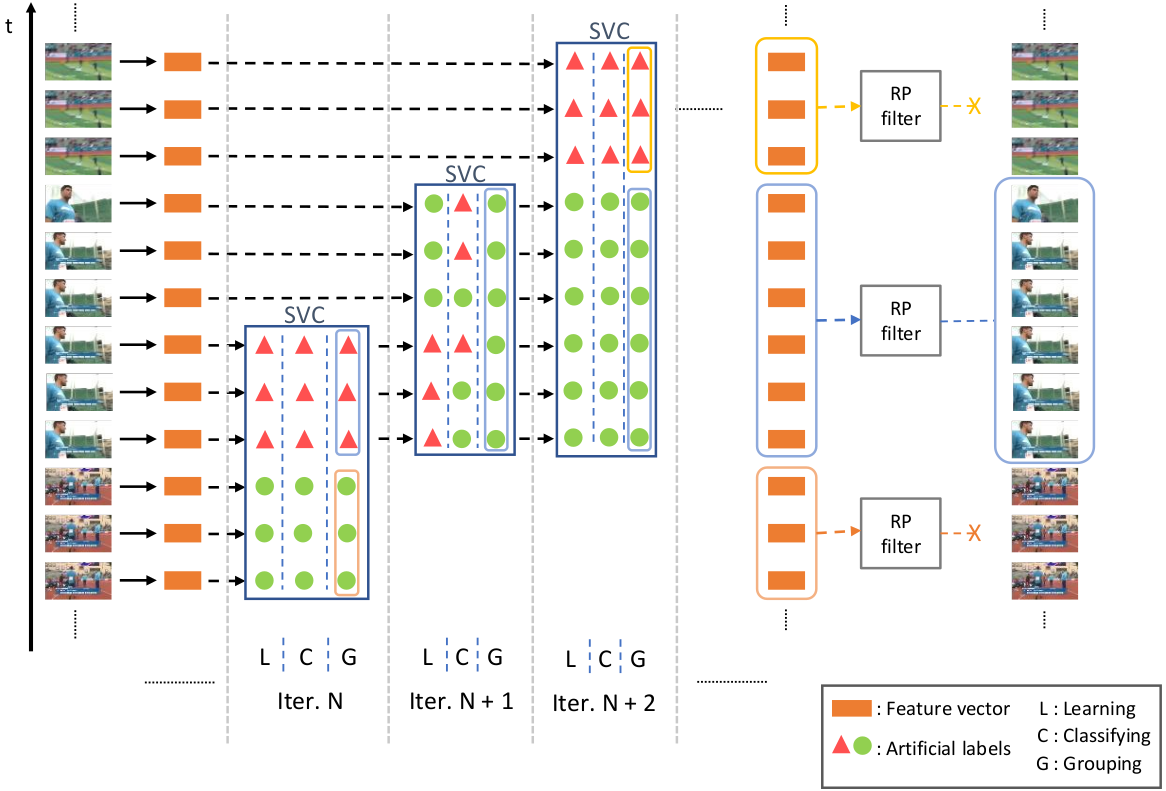 t
SVC
SVC
SVC
RP
filter
RP
filter
RP
filter
L C G
L C G
L C G
Iter. N
Iter. N + 1
Iter. N + 2
: Feature vector
L : Learning
: Artificial labels
C : Classifying
G : Grouping